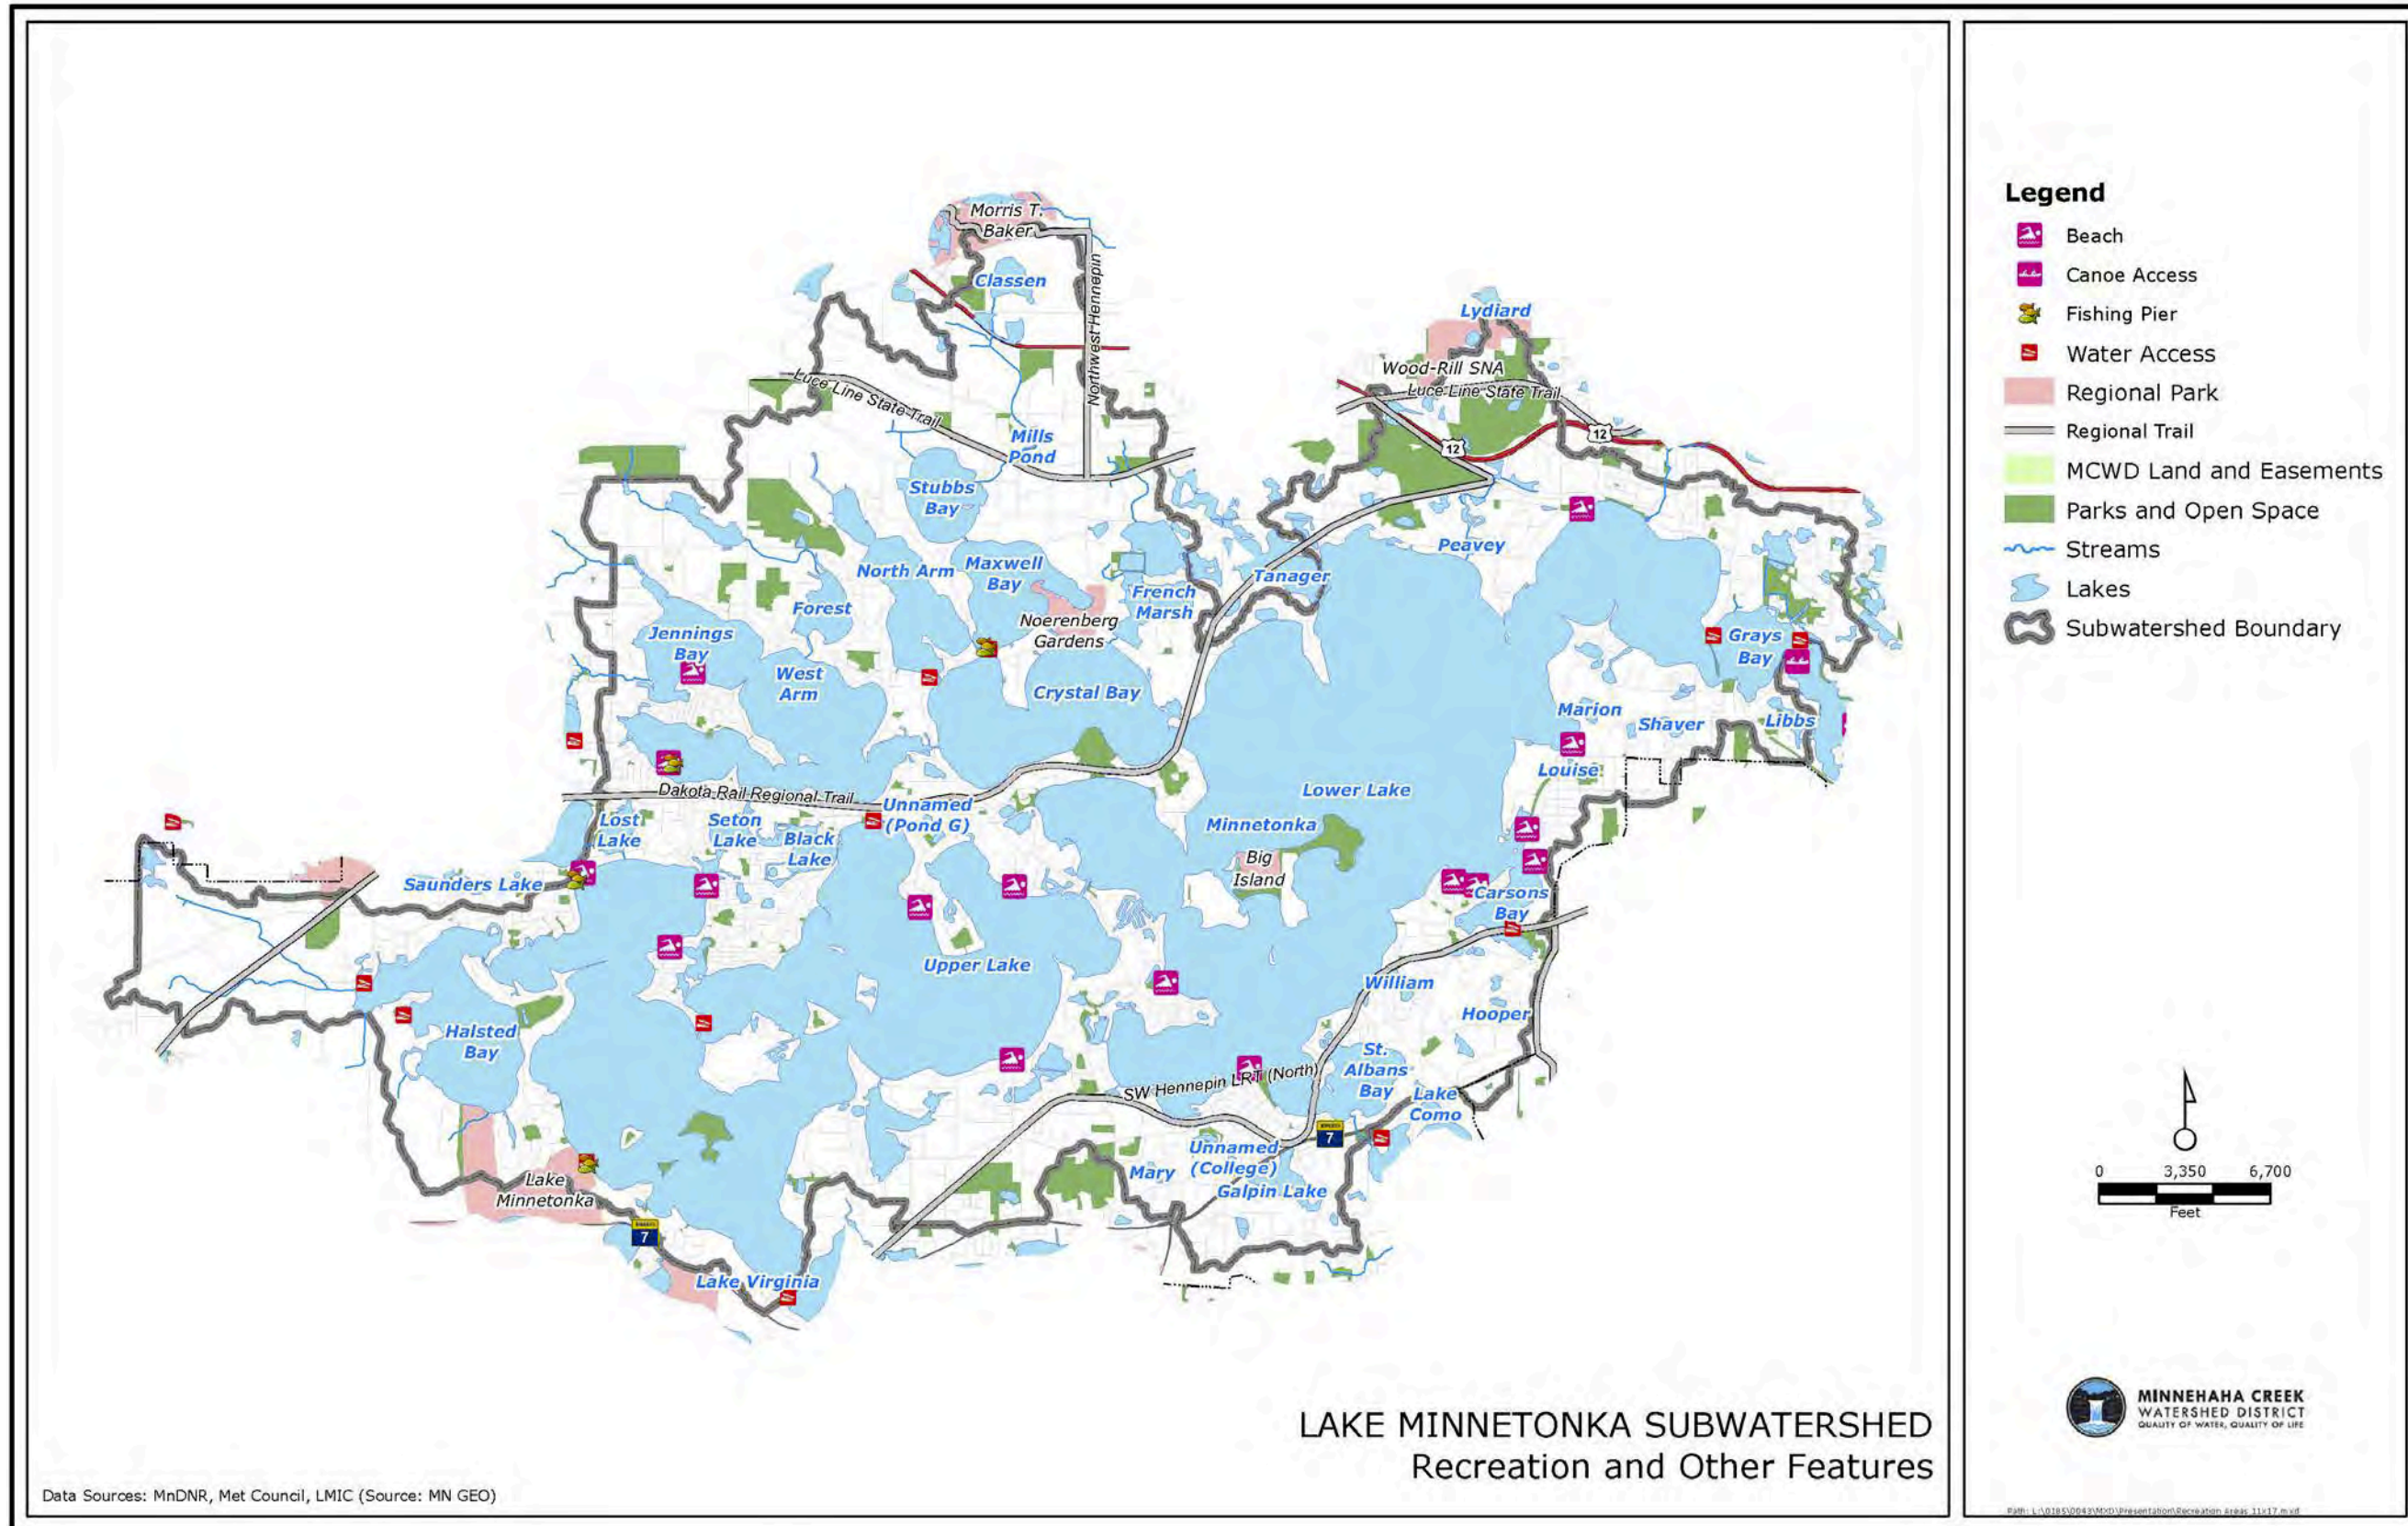 Morris T.
Baker
Classen
Northwest Hennepin
Lydiard
Wood-Rill SNA
Luce Line State Trail
Luce Line State Trail
12
12
Mills
Pond
Stubbs
Bay
Peavey
North Arm
Maxwell
Bay
Tanager
French
Marsh
Forest
Noerenberg
Gardens
Jennings
Bay
Grays
Bay
West
Arm
Crystal Bay
Marion
Shaver
Libbs
Louise
Dakota Rail Regional Trail
Lower Lake
Unnamed
(Pond G)
Lost
Lake
Seton
Lake
Black
Lake
Minnetonka
Big
Island
Saunders Lake
Carsons
Bay
Upper Lake
William
Hooper
Halsted
Bay
St.
Albans
Bay
SW Hennepin LRT (North)
Lake
Como
7
Unnamed
(College)
Mary
Galpin Lake
Lake
Minnetonka
7
Lake Virginia
LAKE MINNETONKA SUBWATERSHED
Recreation and Other Features
Data Sources: MnDNR, Met Council, LMIC (Source: MN GEO)
Legend
Beach
Canoe Access
Fishing Pier
Water Access
Regional Park
Regional Trail
MCWD Land and Easements
Parks and Open Space
Streams
Lakes
Subwatershed Boundary
0 3,350 6,700
Feet
MINNEHAHA CREEK
WATERSHED DISTRICT
QUALITY OF WATER, QUALITY OF LIFE